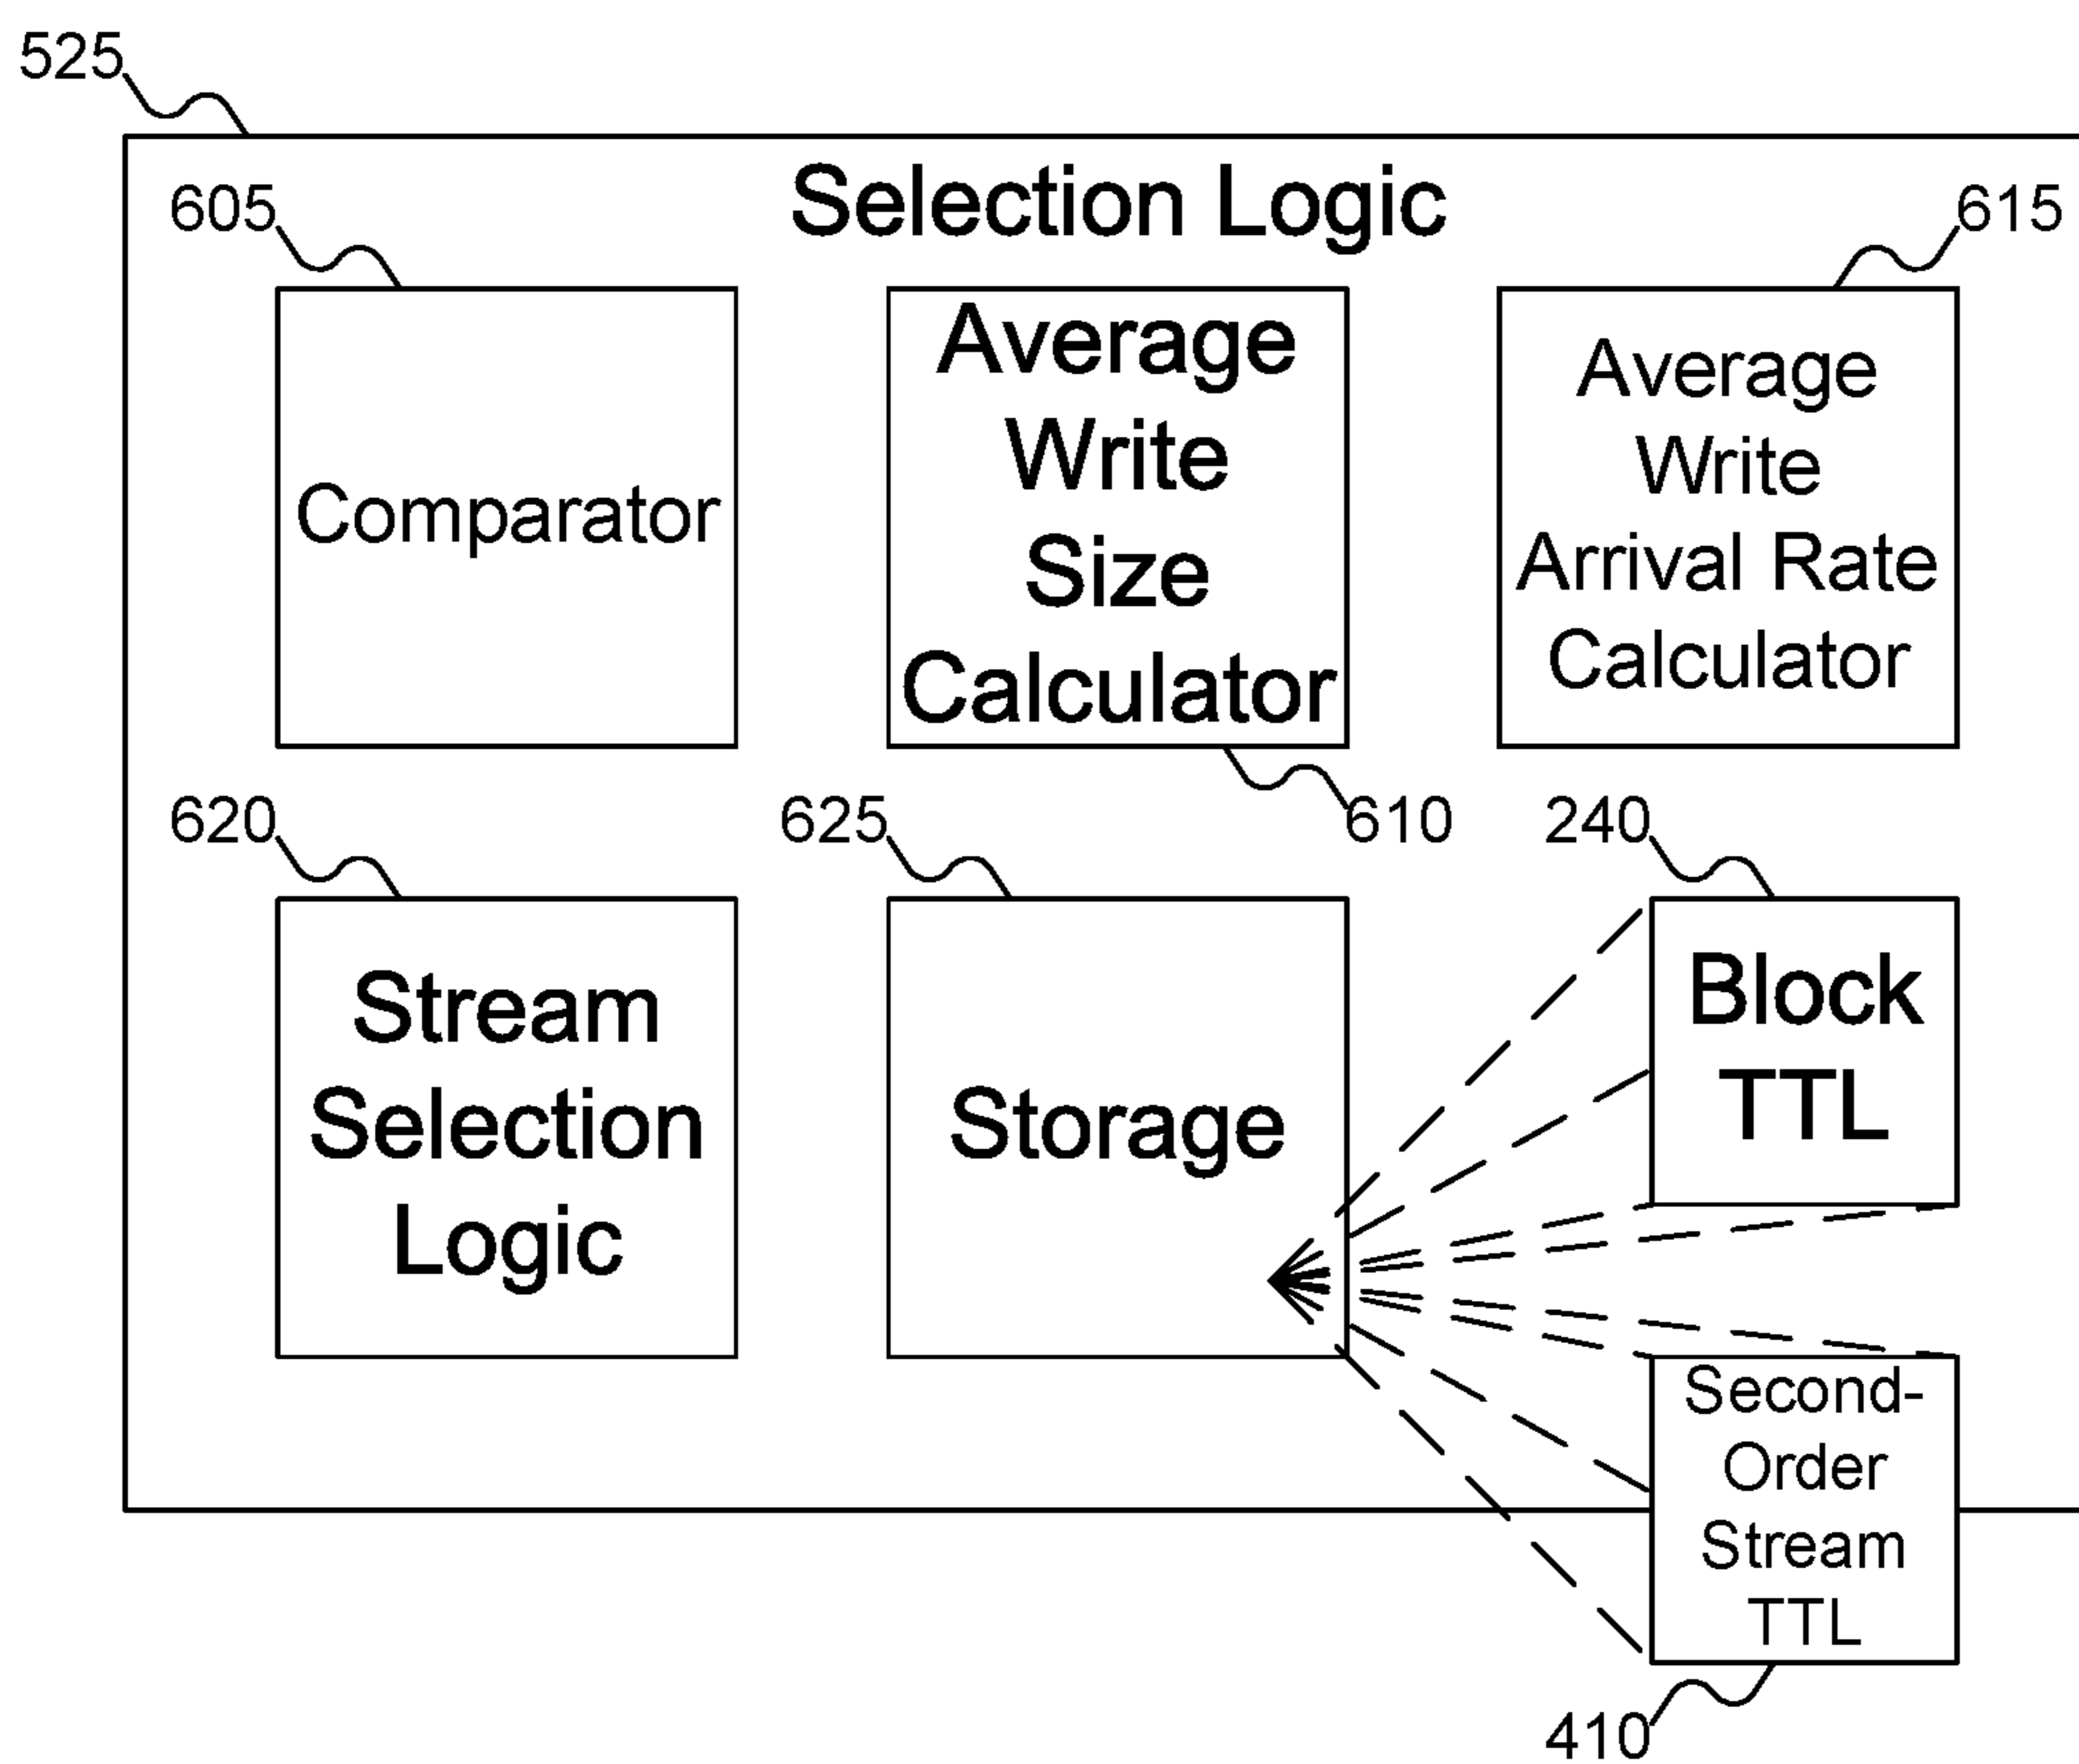 525
Selection Logic
605
615
Comparator
Average
Write
Size
Calculator
Average
Write
Arrival Rate
Calculator
620
625
610
240
Stream
Selection
Logic
Storage
Block
TTL
Second-
Order
Stream
TTL
410